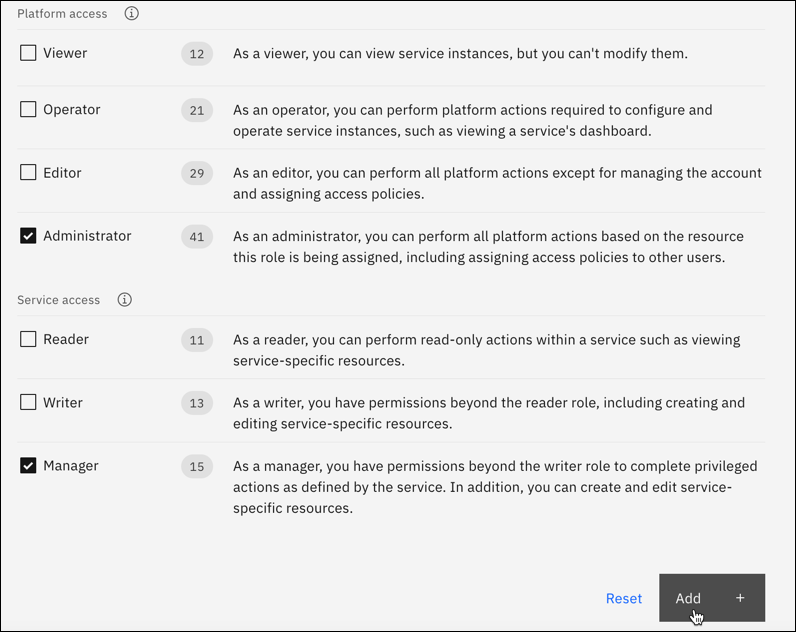 Platform access
Viewer 12 As a viewer, you can view service instances, but you can't modify them.
Operator 21 As an operator, you can perform platform actions required to configure and
operate service instances, such as viewing a service's dashboard.
Editor 29 As an editor, you can perform all platform actions except for managing the account
and assigning access policies.
Administrator 41 As an administrator, you can perform all platform actions based on the resource
this role is being assigned, including assigning access policies to other users.
Service access
Reader 11 As a reader, you can perform read-only actions within a service such as viewing
service-specific resources.
Writer 13 As a writer, you have permissions beyond the reader role, including creating and
editing service-specific resources.
Manager 15 As a manager, you have permissions beyond the writer role to complete privileged
actions as defined by the service. In addition, you can create and edit service-
specific resources.
Reset Add +